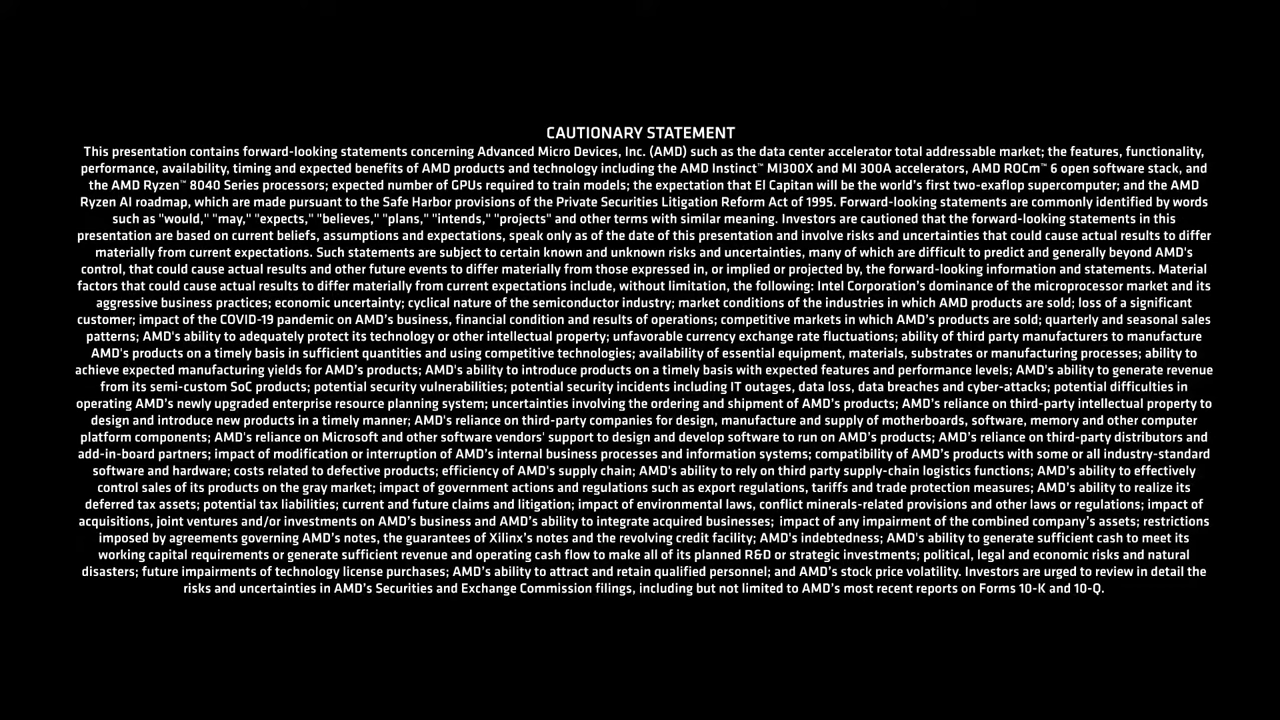 CAUTIONARY STATEMENT
This presentation contains forward-looking statements concerning Advanced Micro Devices, Inc. (AMD) such as the data center accelerator total addressable market; the features, functionality,
performance, availability, timing and expected benefits of AMD products and technology including the AMD Instinct™ MI300X and MI 300A accelerators, AMD ROCm™ 6 open software stack, and
the AMD Ryzen™ 8040 Series processors; expected number of GPUs required to train models; the expectation that El Capitan will be the world's first two-exaflop supercomputer; and the AMD
Ryzen AI roadmap, which are made pursuant to the Safe Harbor provisions of the Private Securities Litigation Reform Act of 1995. Forward-looking statements are commonly identified by words
such as "would," "may," "expects," "believes," "plans," "intends," "projects" and other terms with similar meaning. Investors are cautioned that the forward-looking statements in this
presentation are based on current beliefs, assumptions and expectations, speak only as of the date of this presentation and involve risks and uncertainties that could cause actual results to differ
materially from current expectations. Such statements are subject to certain known and unknown risks and uncertainties, many of which are difficult to predict and generally beyond AMD's
control, that could cause actual results and other future events to differ materially from those expressed in, or implied or projected by, the forward-looking information and statements. Material
factors that could cause actual results to differ materially from current expectations include, without limitation, the following: Intel Corporation's dominance of the microprocessor market and its
aggressive business practices; economic uncertainty; cyclical nature of the semiconductor industry; market conditions of the industries in which AMD products are sold; loss of a significant
customer; impact of the COVID-19 pandemic on AMD's business, financial condition and results of operations; competitive markets in which AMD's products are sold; quarterly and seasonal sales
patterns; AMD's ability to adequately protect its technology or other intellectual property; unfavorable currency exchange rate fluctuations; ability of third party manufacturers to manufacture
AMD's products on a timely basis in sufficient quantities and using competitive technologies; availability of essential equipment, materials, substrates or manufacturing processes; ability to
achieve expected manufacturing yields for AMD's products; AMD's ability to introduce products on a timely basis with expected features and performance levels; AMD's ability to generate revenue
from its semi-custom SoC products; potential security vulnerabilities; potential security incidents including IT outages, data loss, data breaches and cyber-attacks; potential difficulties in
operating AMD's newly upgraded enterprise resource planning system; uncertainties involving the ordering and shipment of AMD's products; AMD's reliance on third-party intellectual property to
design and introduce new products in a timely manner; AMD's reliance on third-party companies for design, manufacture and supply of motherboards, software, memory and other computer
platform components; AMD's reliance on Microsoft and other software vendors' support to design and develop software to run on AMD's products; AMD's reliance on third-party distributors and
add-in-board partners; impact of modification or interruption of AMD's internal business processes and information systems; compatibility of AMD's products with some or all industry-standard
software and hardware; costs related to defective products; efficiency of AMD's supply chain; AMD's ability to rely on third party supply-chain logistics functions; AMD's ability to effectively
control sales of its products on the gray market; impact of government actions and regulations such as export regulations, tariffs and trade protection measures; AMD's ability to realize its
deferred tax assets; potential tax liabilities; current and future claims and litigation; impact of environmental laws, conflict minerals-related provisions and other laws or regulations; impact of
acquisitions, joint ventures and/or investments on AMD's business and AMD's ability to integrate acquired businesses; impact of any impairment of the combined company's assets; restrictions
imposed by agreements governing AMD's notes, the guarantees of Xilinx's notes and the revolving credit facility; AMD's indebtedness; AMD's ability to generate sufficient cash to meet its
working capital requirements or generate sufficient revenue and operating cash flow to make all of its planned R&D or strategic investments; political, legal and economic risks and natural
disasters; future impairments of technology license purchases; AMD's ability to attract and retain qualified personnel; and AMD's stock price volatility. Investors are urged to review in detail the
risks and uncertainties in AMD's Securities and Exchange Commission filings, including but not limited to AMD's most recent reports on Forms 10-K and 10-Q.